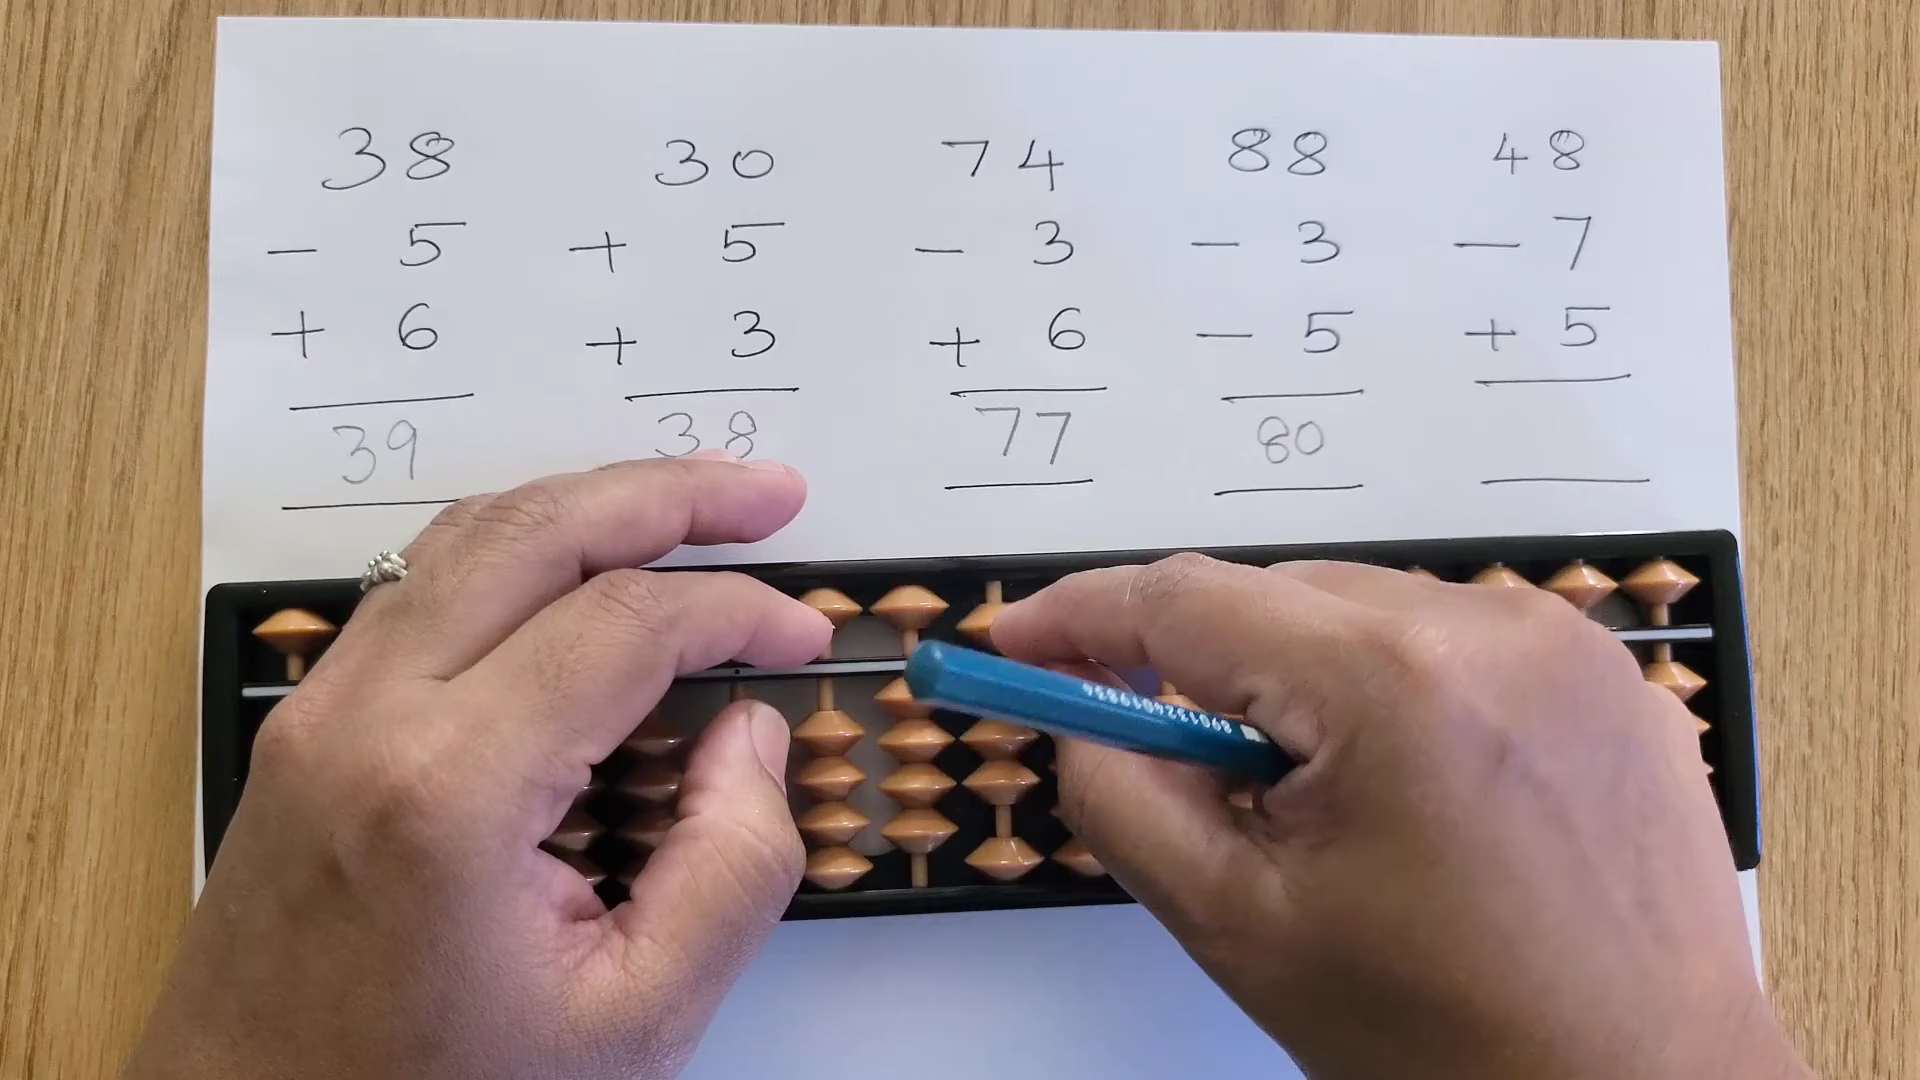 38 30 74 88 48
- 5 + 5 - 3 - 3 - 7
+ 6 + 3 + 6 - 5 + 5
39 38 77 80
8901324019834